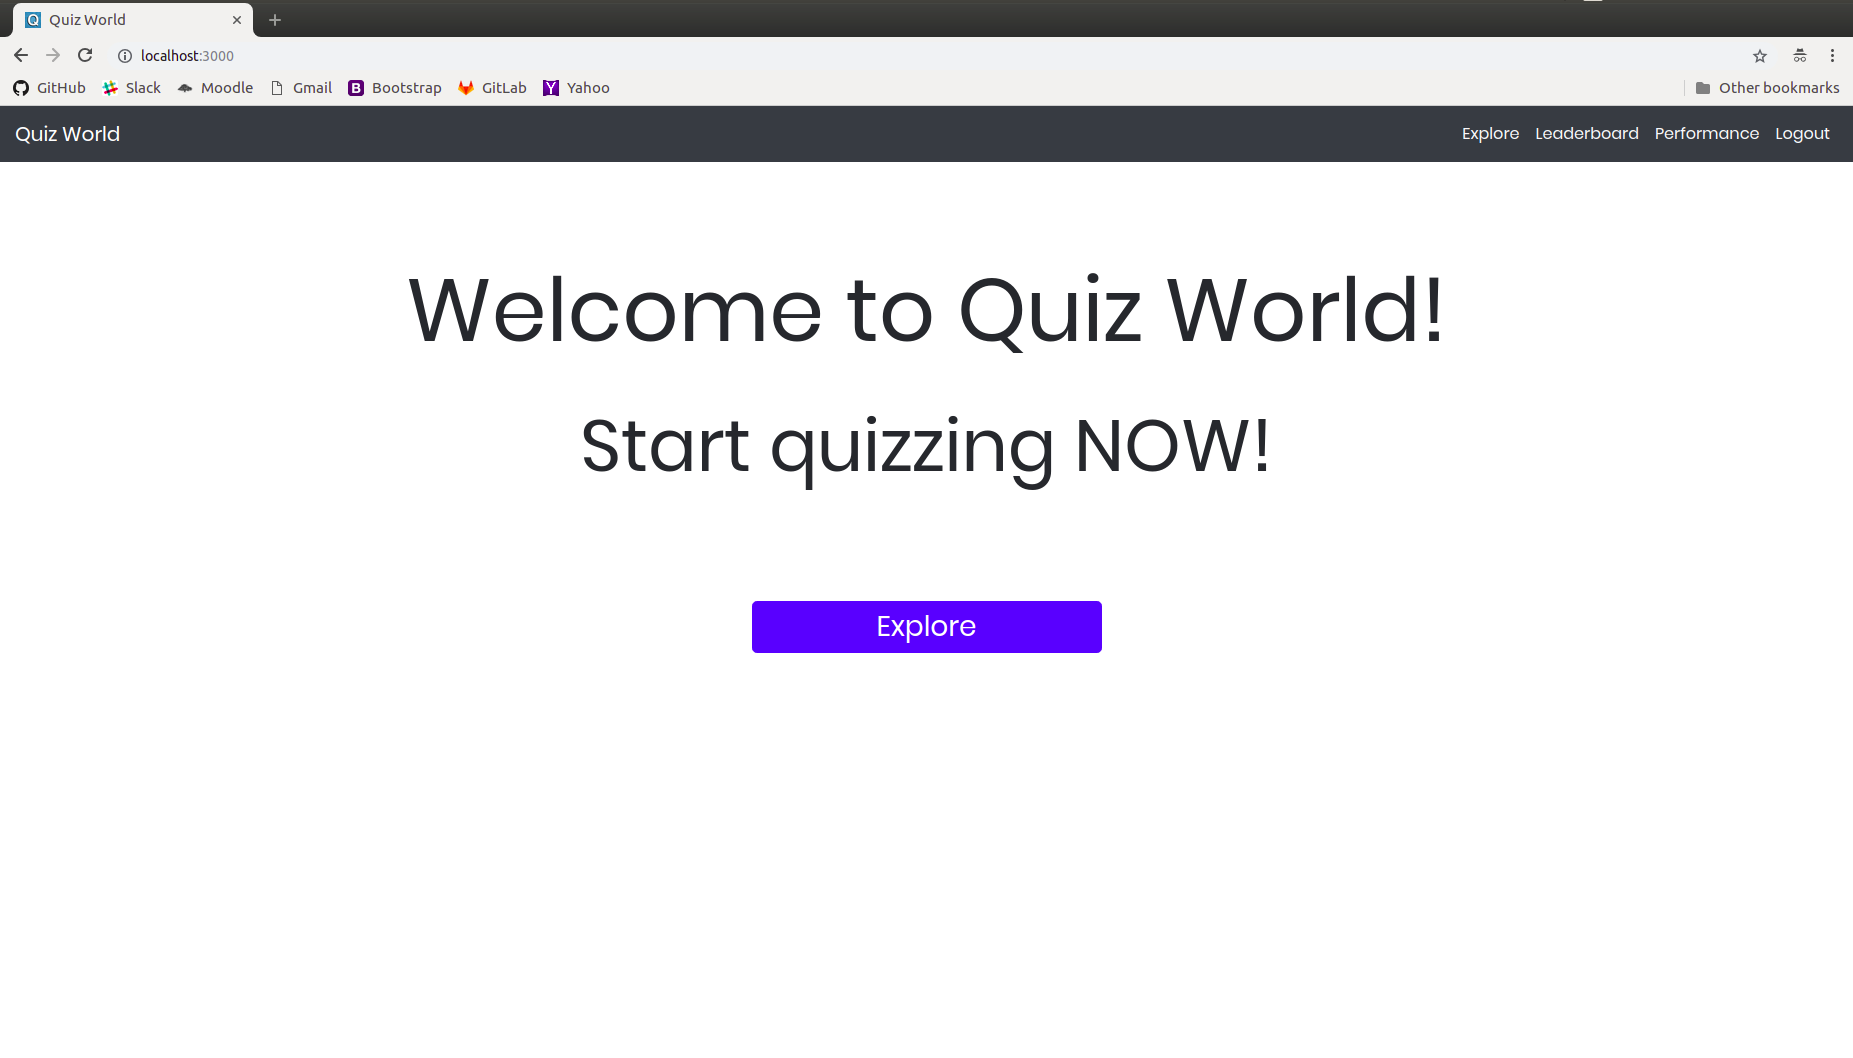 Quiz World
localhost:3000
GitHub Slack Moodle Gmail Bootstrap GitLab Yahoo Other bookmarks
Quiz World Explore Leaderboard Performance Logout
Welcome to Quiz World!
Start quizzing NOW!
Explore